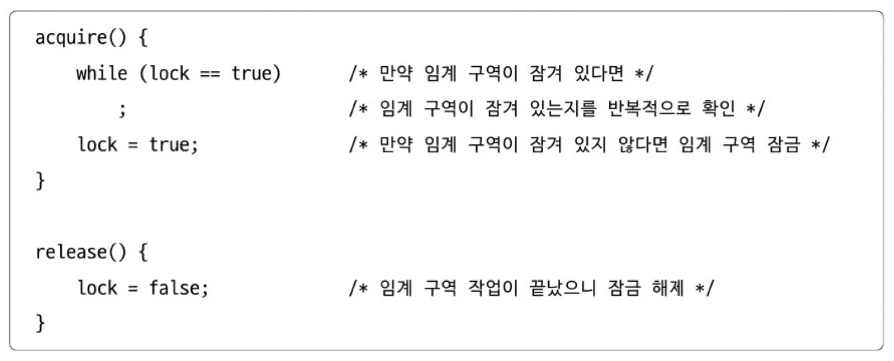 acquire() {
    while (lock == true)        /* 만약 임계 구역이 잠겨 있다면 */
        ;                       /* 임계 구역이 잠겨 있는지를 반복적으로 확인 */
    lock = true;                /* 만약 임계 구역이 잠겨 있지 않다면 임계 구역 잠금 */
}

release() {
    lock = false;               /* 임계 구역 작업이 끝났으니 잠금 해제 */
}